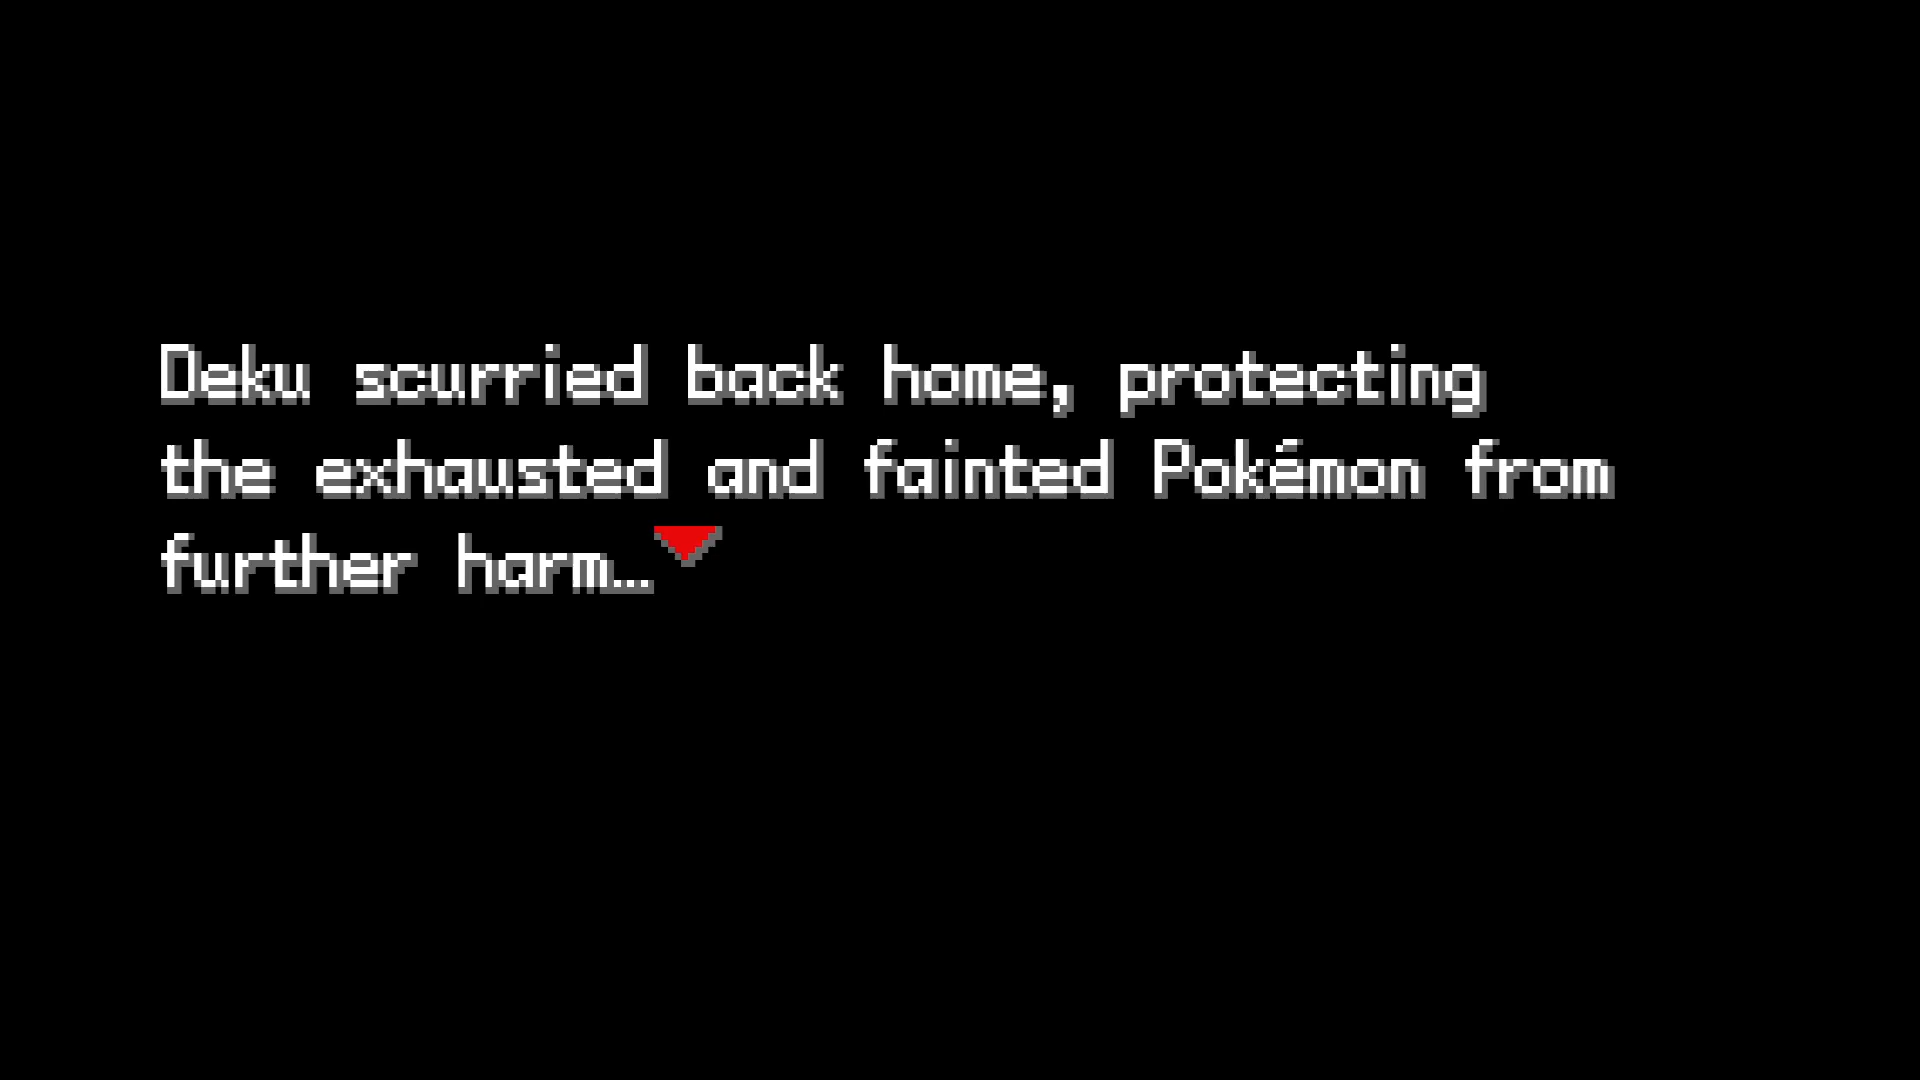 Deku scurried back home, protecting
the exhausted and fainted Pokémon from
further harm…